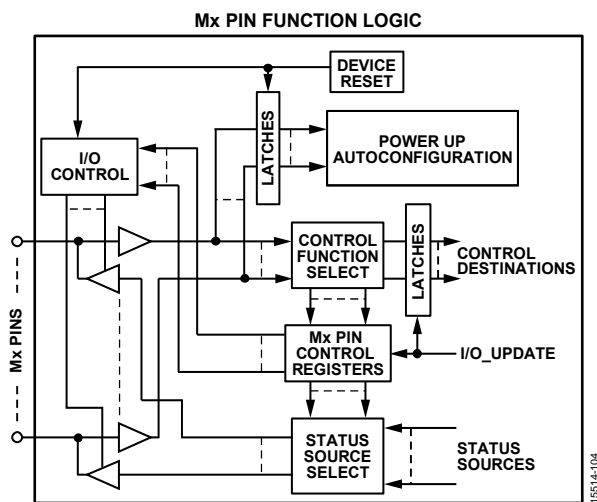 Mx PIN FUNCTION LOGIC
DEVICE
RESET
LATCHES
POWER UP
AUTOCONFIGURATION
I/O
CONTROL
CONTROL
FUNCTION
SELECT
LATCHES
CONTROL
DESTINATIONS
Mx PINS
Mx PIN
CONTROL
REGISTERS
I/O_UPDATE
STATUS
SOURCE
SELECT
STATUS
SOURCES
15514-104